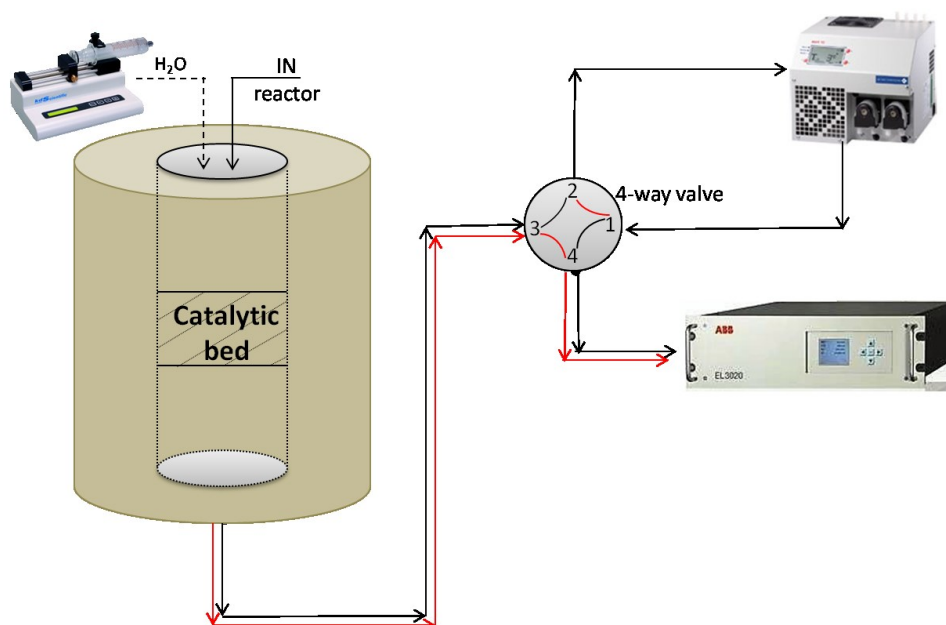 H₂O
IN
reactor
4-way valve
2
3
1
4
Catalytic
bed
ABB
EL3020